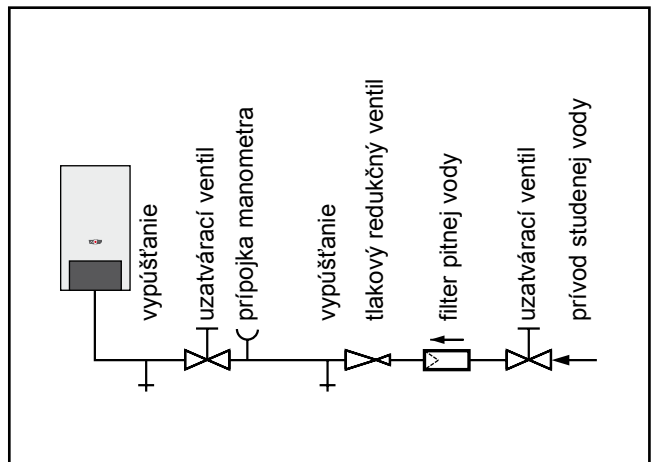 vypúšťanie
uzatvárací ventil
prípojka manometra
vypúšťanie
tlakový redukčný ventil
filter pitnej vody
uzatvárací ventil
prívod studenej vody